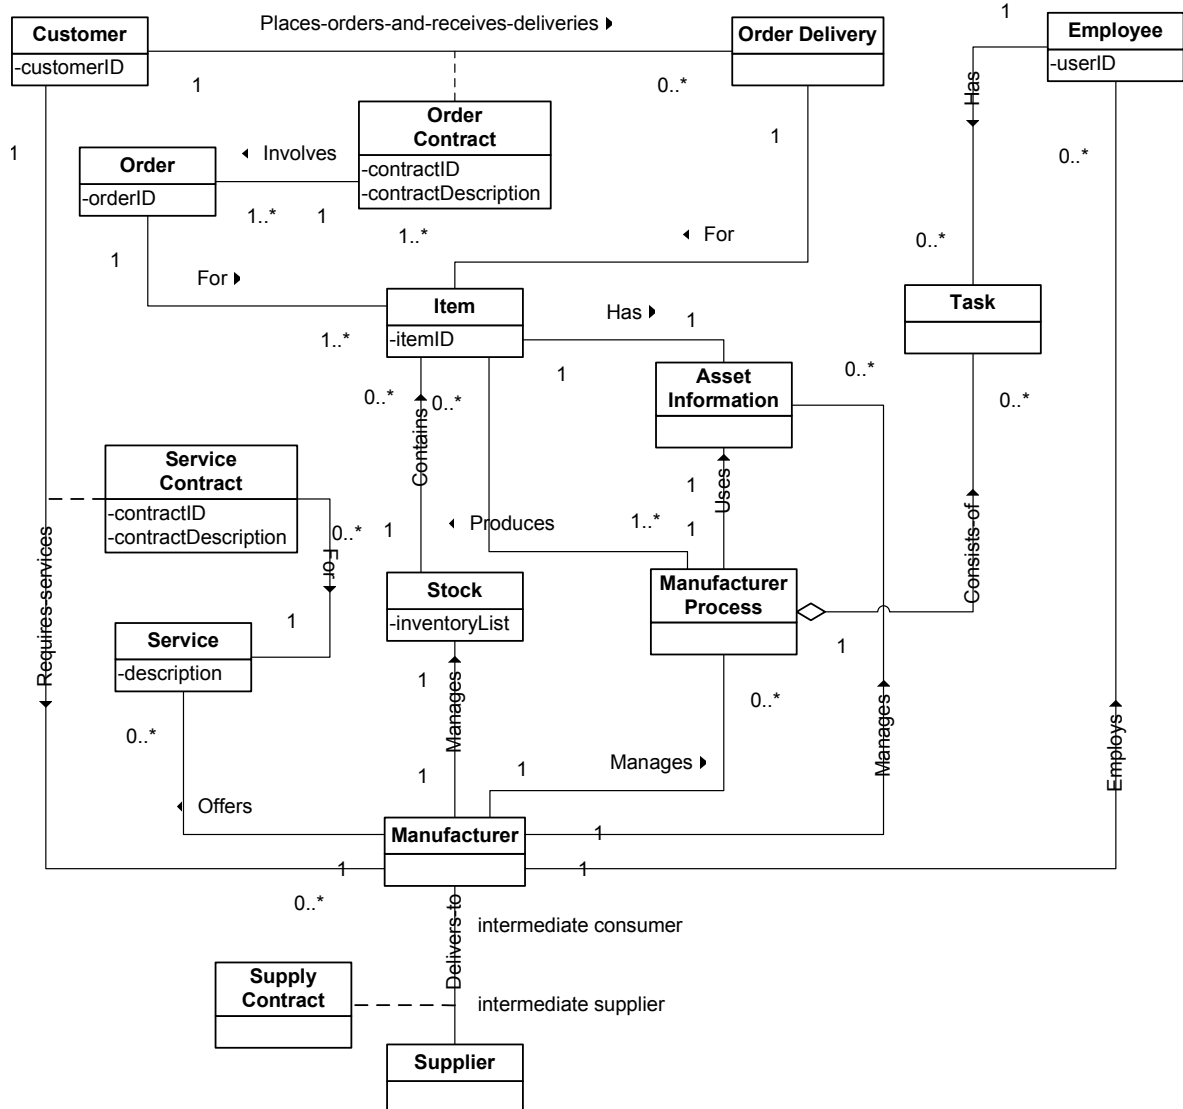 Places-orders-and-receives-deliveries
1
Customer
-customerID
Order Delivery
Employee
-userID
1
0..*
Has
Order
Contract
-contractID
-contractDescription
1
1
Involves
0..*
Order
-orderID
1..*
1
1..*
For
0..*
1
For
Item
-itemID
Has
1
Task
1..*
1
Asset
Information
0..*
0..*
0..*
0..*
Contains
Service
Contract
-contractID
-contractDescription
1
Uses
0..*
1
Produces
1..*
1
For
Consists-of
Stock
-inventoryList
Manufacturer
Process
1
Service
-description
1
Requires-services
1
Manages
0..*
0..*
Manages
Employs
1
1
Manages
Offers
Manufacturer
1
1
1
0..*
Delivers-to
intermediate consumer
Supply
Contract
intermediate supplier
Supplier